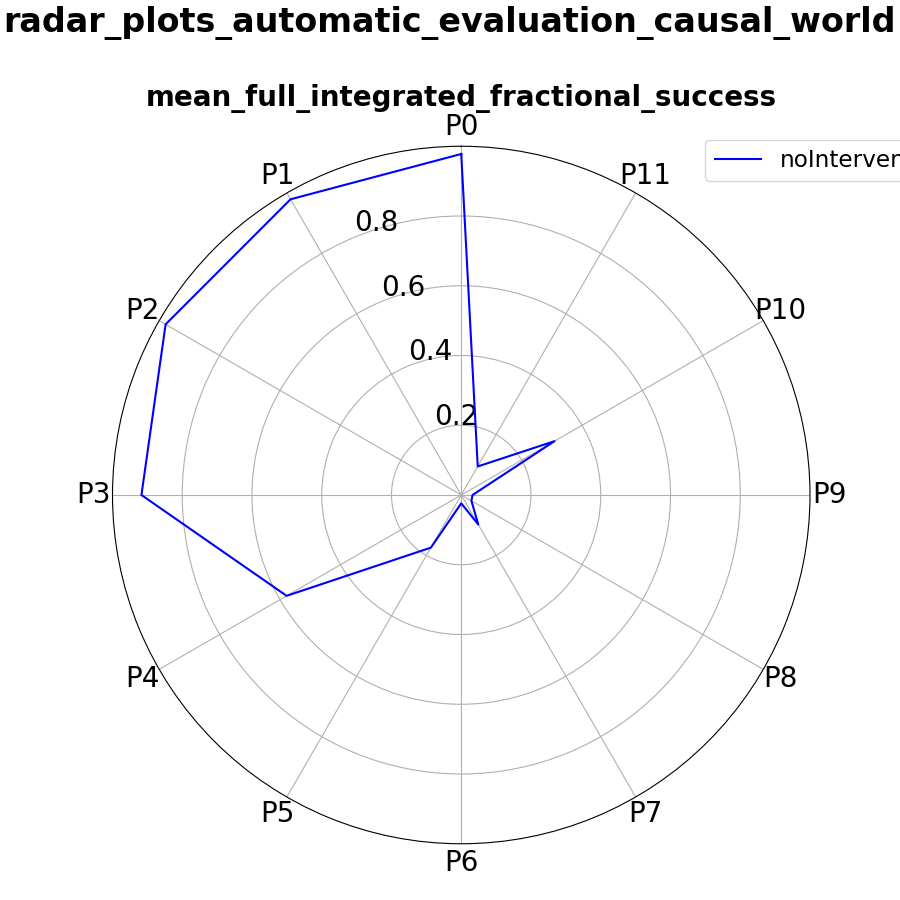 radar_plots_automatic_evaluation_causal_world
mean_full_integrated_fractional_success
P0
P1
P11
noInterven
0.8
0.6
P2
P10
0.4
0.2
P3
P9
P4
P8
P5
P7
P6